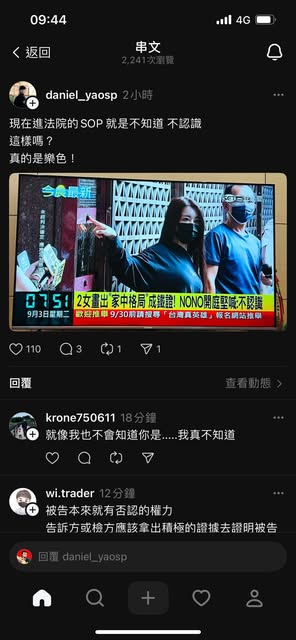 09:44
4G 60
返回
串文
2,241次瀏覽
daniel_yaosp 2小時
現在進法院的SOP 就是不知道 不認識
這樣嗎？
真的是樂色！
今晨最新
07:51
9月3日星期二
2女畫出「家中格局」成鐵證! NONO開庭堅喊:不認識
歡迎推舉 9/30前請搜尋「台灣真英雄」報名網站推舉
110
3
1
1
回覆
查看動態
krone750611 18分鐘
就像我也不會知道你是.....我真不知道
wi.trader 12分鐘
被告本來就有否認的權力
告訴方或檢方應該拿出積極的證據去證明被告
回覆 daniel_yaosp